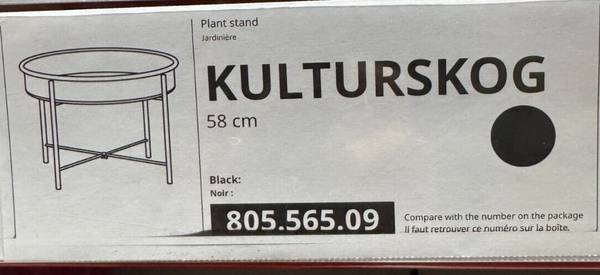 Plant stand
Jardinière
KULTURSKOG
58 cm
Black:
Noir :
805.565.09
Compare with the number on the package
Il faut retrouver ce numéro sur la boîte.